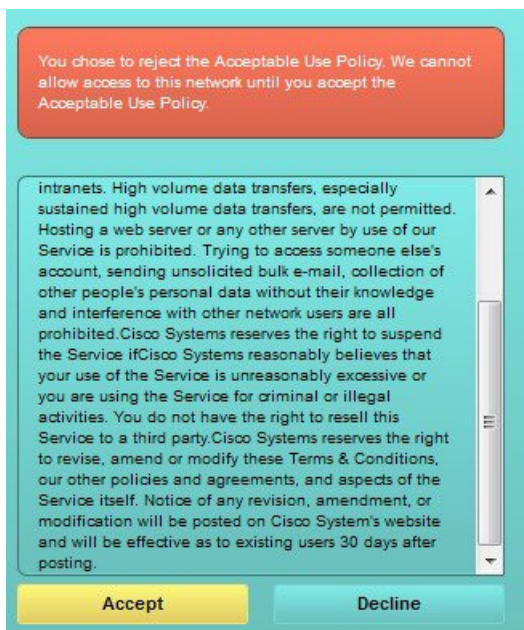 You chose to reject the Acceptable Use Policy. We cannot
allow access to this network until you accept the
Acceptable Use Policy.
intranets. High volume data transfers, especially
sustained high volume data transfers, are not permitted.
Hosting a web server or any other server by use of our
Service is prohibited. Trying to access someone else's
account, sending unsolicited bulk e-mail, collection of
other people's personal data without their knowledge
and interference with other network users are all
prohibited.Cisco Systems reserves the right to suspend
the Service ifCisco Systems reasonably believes that
your use of the Service is unreasonably excessive or
you are using the Service for criminal or illegal
activities. You do not have the right to resell this
Service to a third party.Cisco Systems reserves the right
to revise, amend or modify these Terms & Conditions,
our other policies and agreements, and aspects of the
Service itself. Notice of any revision, amendment, or
modification will be posted on Cisco System's website
and will be effective as to existing users 30 days after
posting.
Accept
Decline